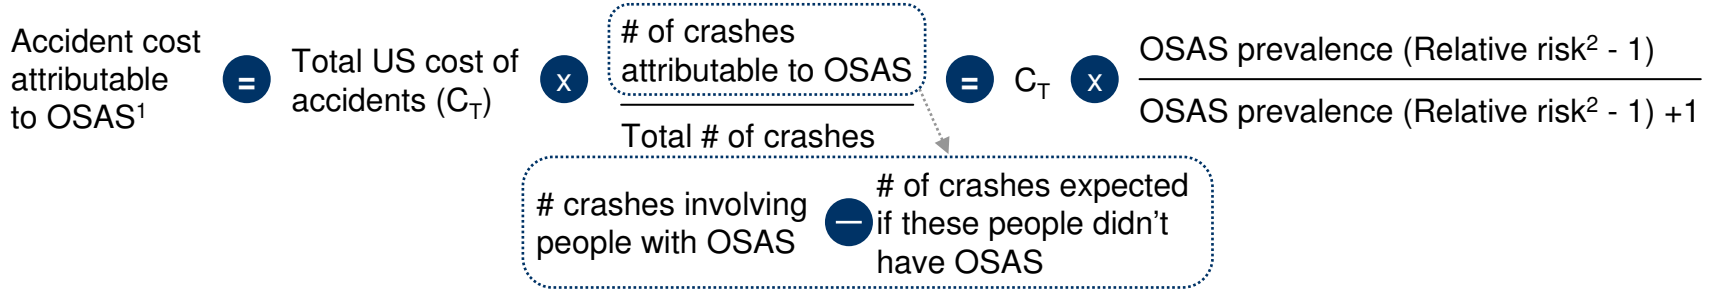 Accident cost
attributable
to OSAS¹
=
Total US cost of
accidents (C_T)
x
# of crashes
attributable to OSAS
Total # of crashes
=
C_T
x
OSAS prevalence (Relative risk² - 1)
OSAS prevalence (Relative risk² - 1) +1
# crashes involving
people with OSAS
—
# of crashes expected
if these people didn't
have OSAS